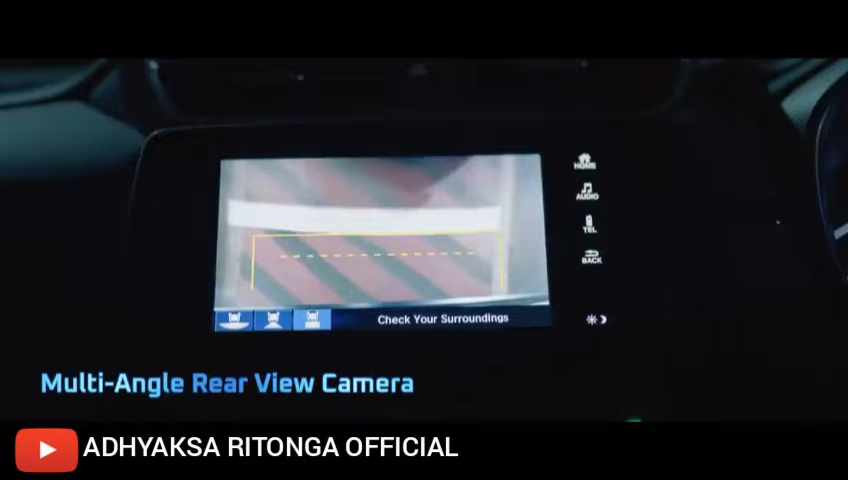 HOME
AUDIO
TEL
BACK
Check Your Surroundings
Multi-Angle Rear View Camera
ADHYAKSA RITONGA OFFICIAL